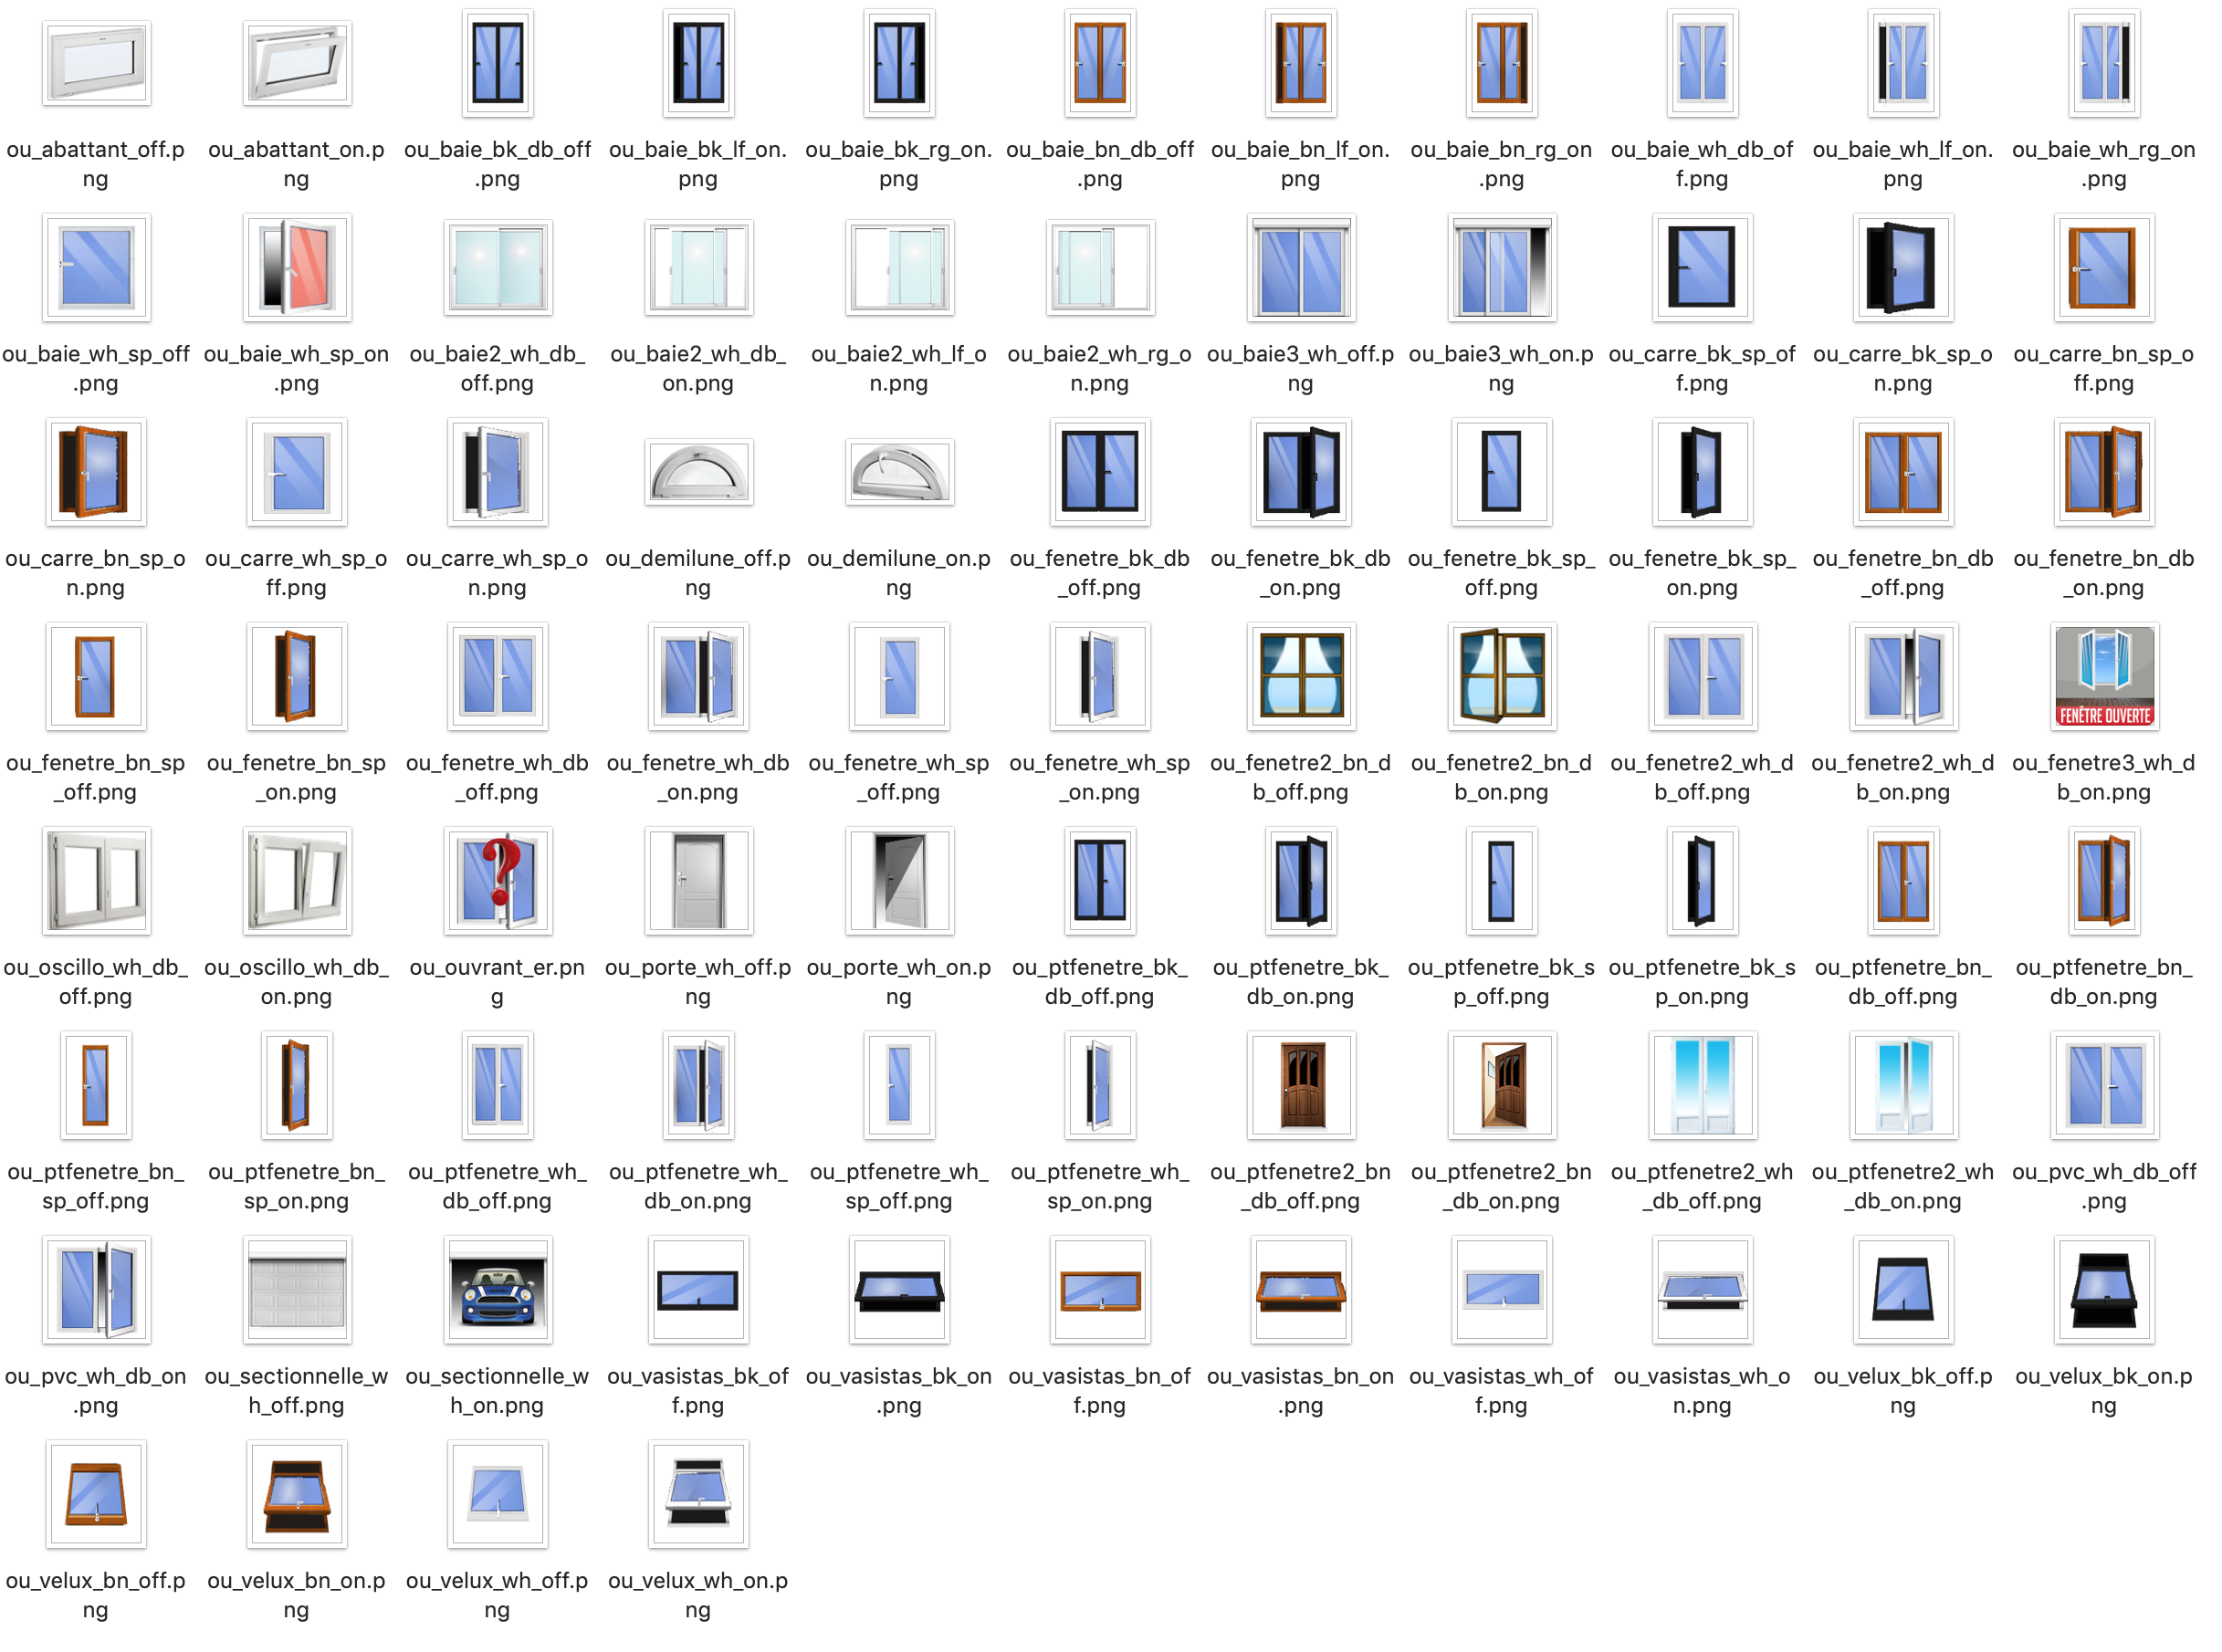 ou_abattant_off.p ou_abattant_on.p ou_baie_bk_db_off ou_baie_bk_lf_on. ou_baie_bk_rg_on. ou_baie_bn_db_off ou_baie_bn_lf_on. ou_baie_bn_rg_on ou_baie_wh_db_of ou_baie_wh_lf_on. ou_baie_wh_rg_on
ng ng .png png png .png png .png f.png png .png
ou_baie_wh_sp_off ou_baie_wh_sp_on ou_baie2_wh_db_ ou_baie2_wh_db_ ou_baie2_wh_lf_o ou_baie2_wh_rg_o ou_baie3_wh_off.p ou_baie3_wh_on.p ou_carre_bk_sp_of ou_carre_bk_sp_o ou_carre_bn_sp_o
.png .png off.png on.png n.png n.png ng ng f.png n.png ff.png
ou_carre_bn_sp_o ou_carre_wh_sp_o ou_carre_wh_sp_o ou_demilune_off.p ou_demilune_on.p ou_fenetre_bk_db ou_fenetre_bk_db ou_fenetre_bk_sp_ ou_fenetre_bk_sp_ ou_fenetre_bn_db ou_fenetre_bn_db
n.png ff.png n.png ng ng _off.png _on.png off.png on.png _off.png _on.png
FENÊTRE OUVERTE
ou_fenetre_bn_sp ou_fenetre_bn_sp ou_fenetre_wh_db ou_fenetre_wh_db ou_fenetre_wh_sp ou_fenetre_wh_sp ou_fenetre2_bn_d ou_fenetre2_bn_d ou_fenetre2_wh_d ou_fenetre2_wh_d ou_fenetre3_wh_d
_off.png _on.png _off.png _on.png _off.png _on.png b_off.png b_on.png b_off.png b_on.png b_on.png
?
ou_oscillo_wh_db_ ou_oscillo_wh_db_ ou_ouvrant_er.pn ou_porte_wh_off.p ou_porte_wh_on.p ou_ptfenetre_bk_ ou_ptfenetre_bk_ ou_ptfenetre_bk_s ou_ptfenetre_bk_s ou_ptfenetre_bn_ ou_ptfenetre_bn_
off.png on.png g ng ng db_off.png db_on.png p_off.png p_on.png db_off.png db_on.png
ou_ptfenetre_bn_ ou_ptfenetre_bn_ ou_ptfenetre_wh_ ou_ptfenetre_wh_ ou_ptfenetre_wh_ ou_ptfenetre_wh_ ou_ptfenetre2_bn ou_ptfenetre2_bn ou_ptfenetre2_wh ou_ptfenetre2_wh ou_pvc_wh_db_off
sp_off.png sp_on.png db_off.png db_on.png sp_off.png sp_on.png _db_off.png _db_on.png _db_off.png _db_on.png .png
ou_pvc_wh_db_on ou_sectionnelle_w ou_sectionnelle_w ou_vasistas_bk_of ou_vasistas_bk_on ou_vasistas_bn_of ou_vasistas_bn_on ou_vasistas_wh_of ou_vasistas_wh_o ou_velux_bk_off.p ou_velux_bk_on.p
.png h_off.png h_on.png f.png .png f.png .png f.png n.png ng ng
ou_velux_bn_off.p ou_velux_bn_on.p ou_velux_wh_off.p ou_velux_wh_on.p
ng ng ng ng